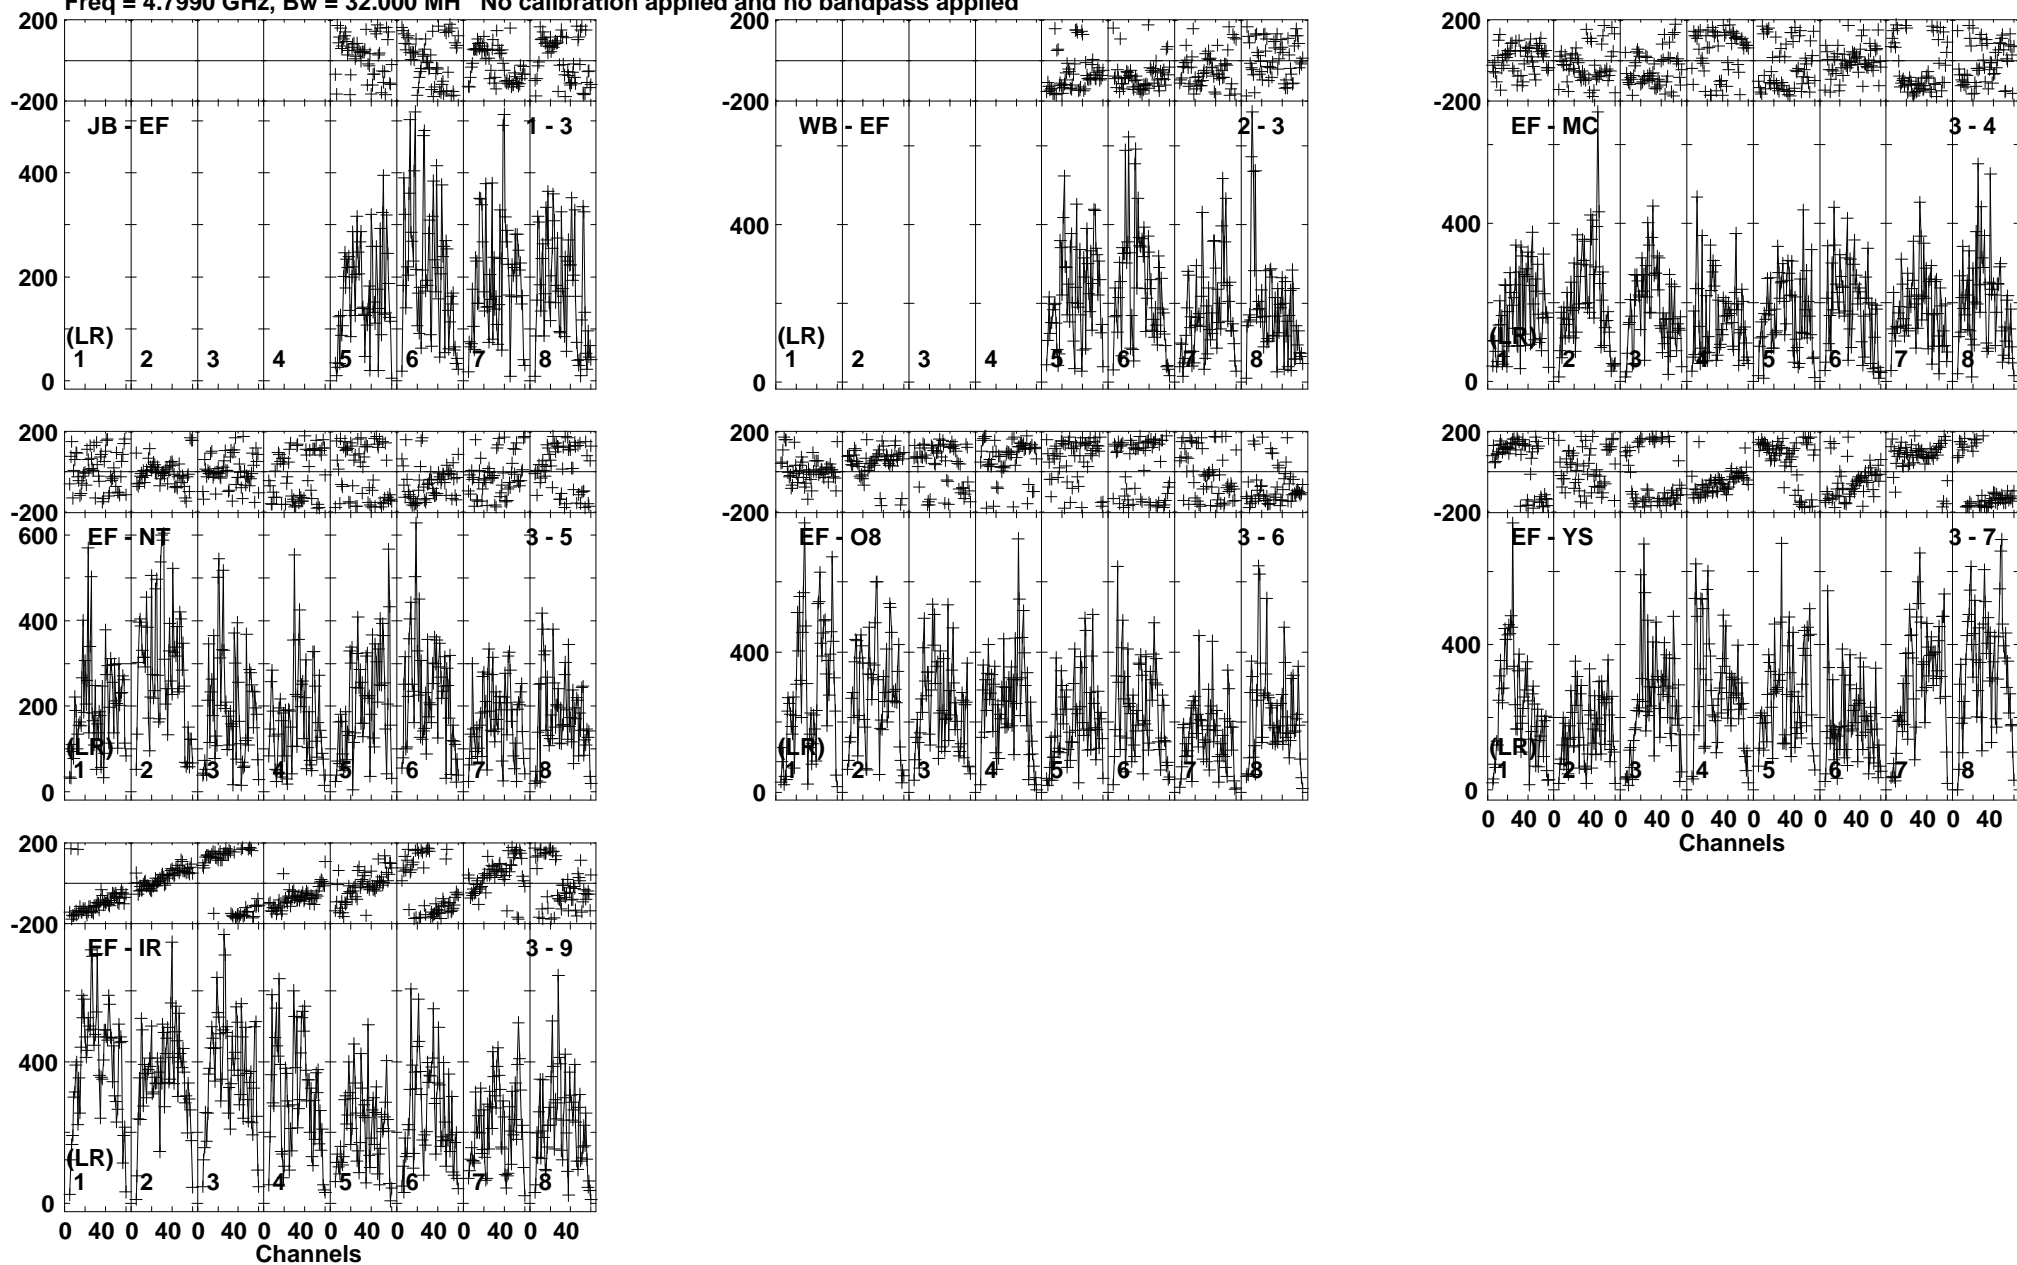 Freq = 4.7990 GHz, Bw = 32.000 MH No calibration applied and no bandpass applied
200
-200
JB - EF 1 - 3
400
200
0
(LR)
1 2 3 4 5 6 7 8
200
-200
WB - EF 2 - 3
400
0
(LR)
1 2 3 4 5 6 7 8
200
-200
EF - MC 3 - 4
400
0
(LR)
1 2 3 4 5 6 7 8
200
-200
EF - NT 3 - 5
600
400
200
0
(LR)
1 2 3 4 5 6 7 8
200
-200
EF - O8 3 - 6
400
0
(LR)
1 2 3 4 5 6 7 8
200
-200
EF - YS 3 - 7
400
0
(LR)
1 2 3 4 5 6 7 8
0 40 0 40 0 40 0 40 0 40 0 40 0 40 0 40
Channels
200
-200
EF - IR 3 - 9
400
0
(LR)
1 2 3 4 5 6 7 8
0 40 0 40 0 40 0 40 0 40 0 40 0 40 0 40
Channels